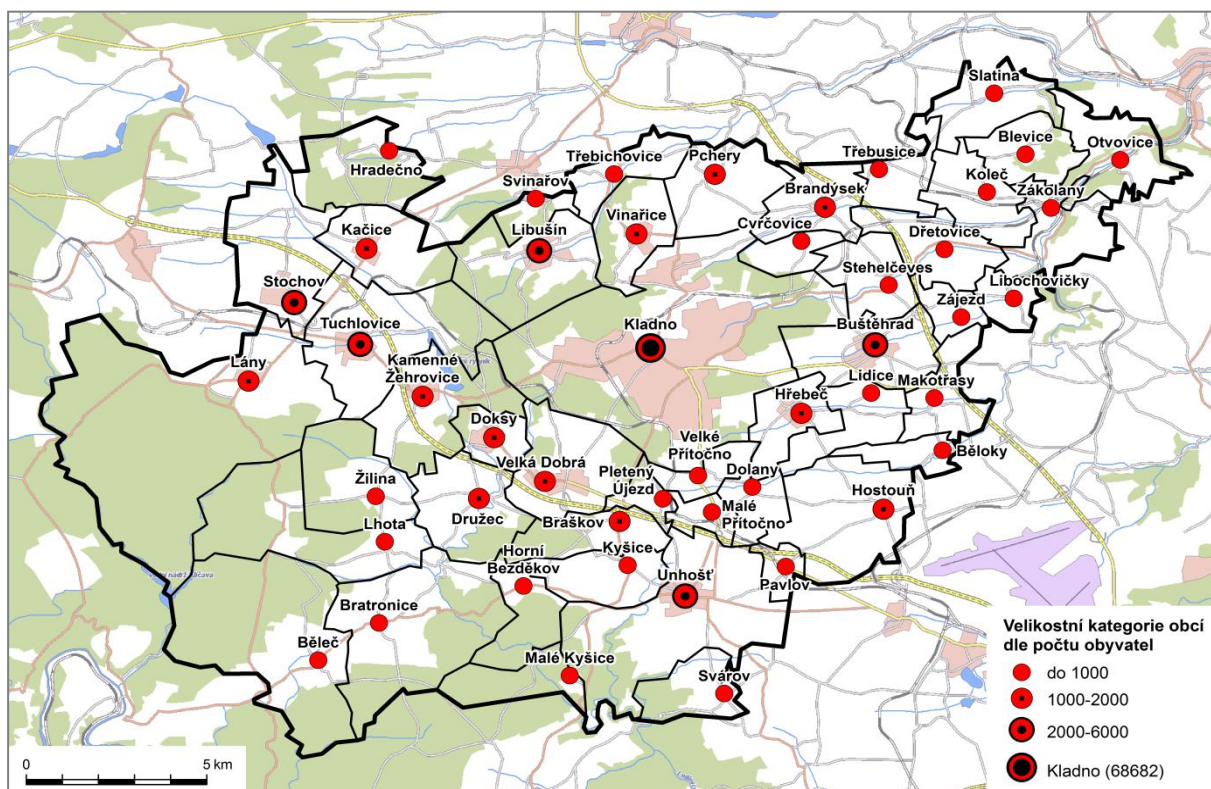 Slatina
Blevice
Otvovice
Třebusice
Koleč
Zákolany
Hradečno
Třebichovice
Pchery
Svinařov
Brandýsek
Vinařice
Cvrčovice
Dřetovice
Kačice
Libušín
Stehelčeves
Libochovičky
Stochov
Zájezd
Tuchlovice
Kladno
Buštěhrad
Lány
Kamenné
Žehrovice
Lidice
Makotřasy
Hřebeč
Doksy
Velké
Přítočno
Běloky
Velká Dobrá
Pletený
Újezd
Dolany
Žilina
Hostouň
Družec
Malé
Přítočno
Lhota
Braškov
Horní
Bezděkov
Kyšice
Unhošť
Pavlov
Bratronice
Běleč
Malé Kyšice
Svárov
Velikostní kategorie obcí
dle počtu obyvatel
do 1000
1000-2000
2000-6000
Kladno (68682)
0 5 km